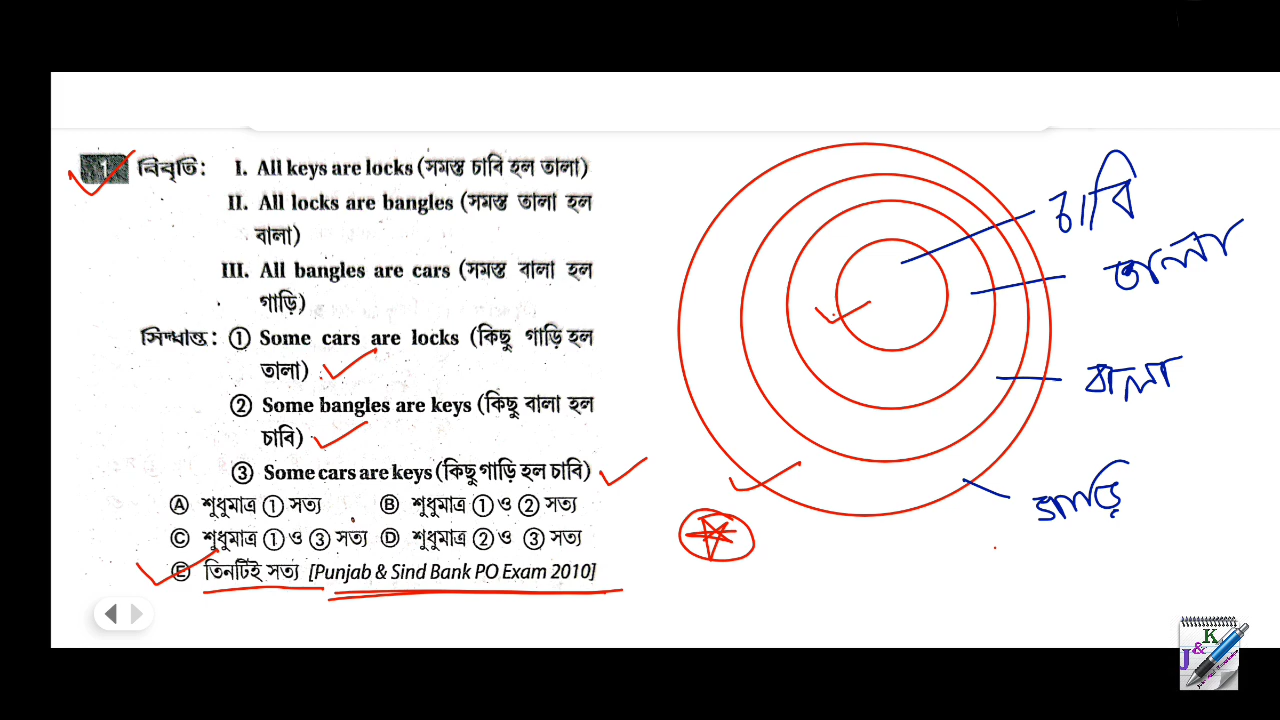 1 বিবৃতি: I. All keys are locks (সমস্ত চাবি হল তালা)
II. All locks are bangles (সমস্ত তালা হল
বালা)
III. All bangles are cars (সমস্ত বালা হল
গাড়ি)
সিদ্ধান্ত: ① Some cars are locks (কিছু গাড়ি হল
তালা)
② Some bangles are keys (কিছু বালা হল
চাবি)
③ Some cars are keys (কিছু গাড়ি হল চাবি)
Ⓐ শুধুমাত্র ① সত্য Ⓑ শুধুমাত্র ① ও ② সত্য
Ⓒ শুধুমাত্র ① ও ③ সত্য Ⓓ শুধুমাত্র ② ও ③ সত্য
Ⓔ তিনটিই সত্য [Punjab & Sind Bank PO Exam 2010]
চাবি
তালা
বালা
গাড়ি
J&K